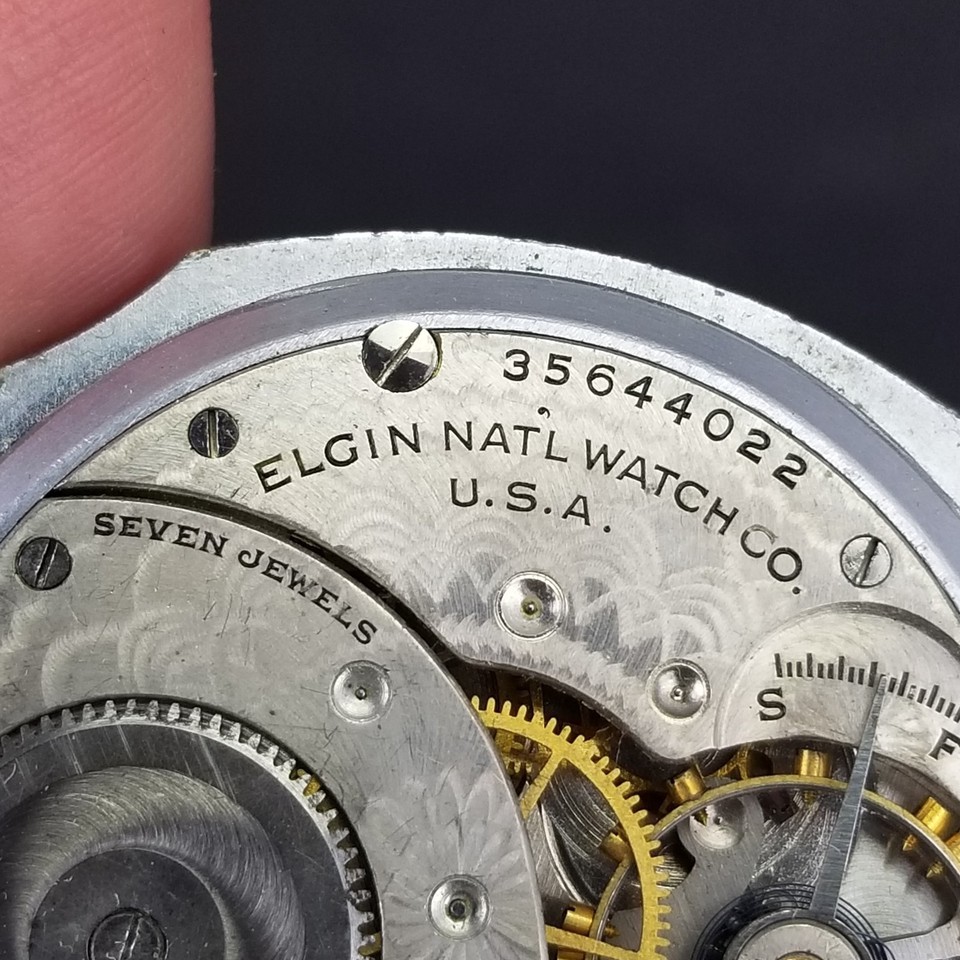 35644022
ELGIN NAT'L WATCH CO.
U.S.A.
SEVEN JEWELS
S
F